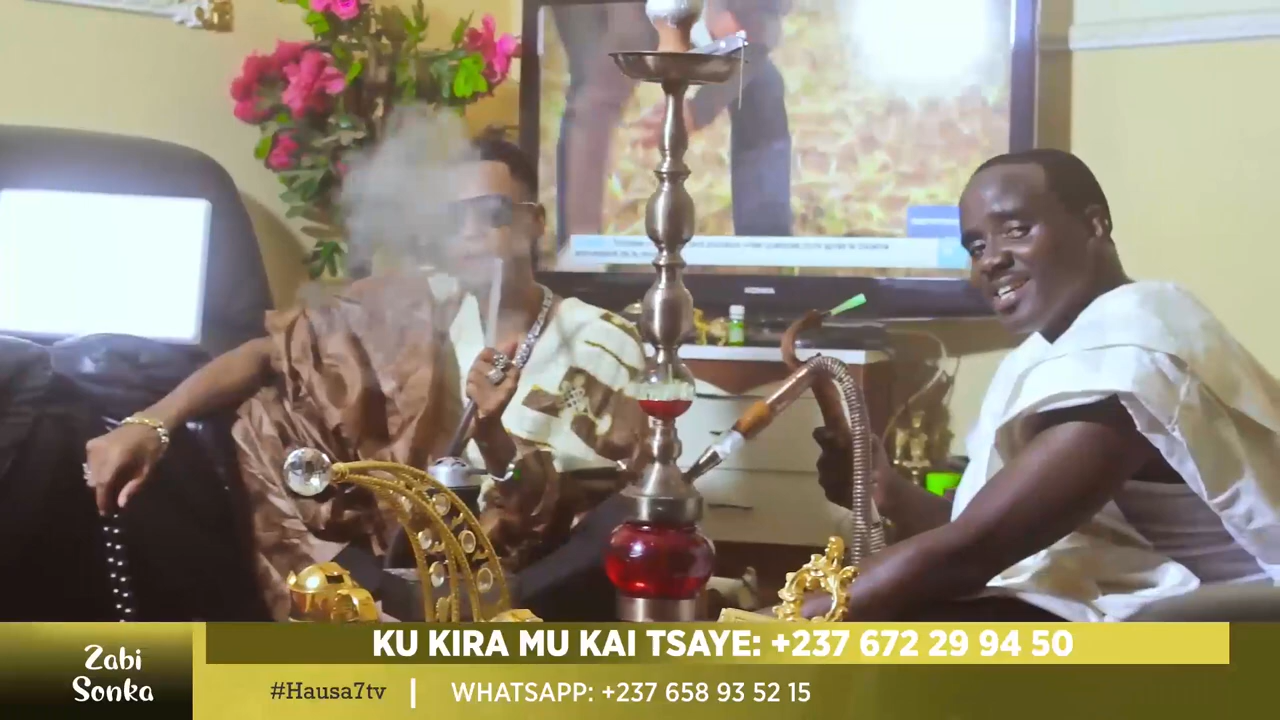 KU KIRA MU KAI TSAYE: +237 672 29 94 50
Zabi
Sonka
#Hausa7tv | WHATSAPP: +237 658 93 52 15